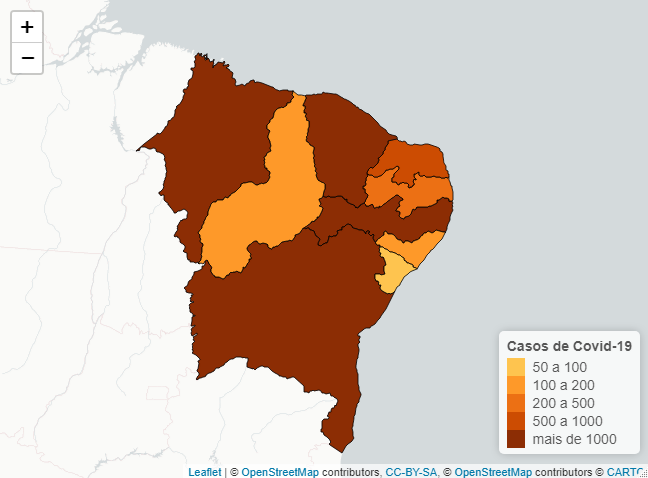 +
−
Casos de Covid-19
50 a 100
100 a 200
200 a 500
500 a 1000
mais de 1000
Leaflet | © OpenStreetMap contributors, CC-BY-SA, © OpenStreetMap contributors © CARTO